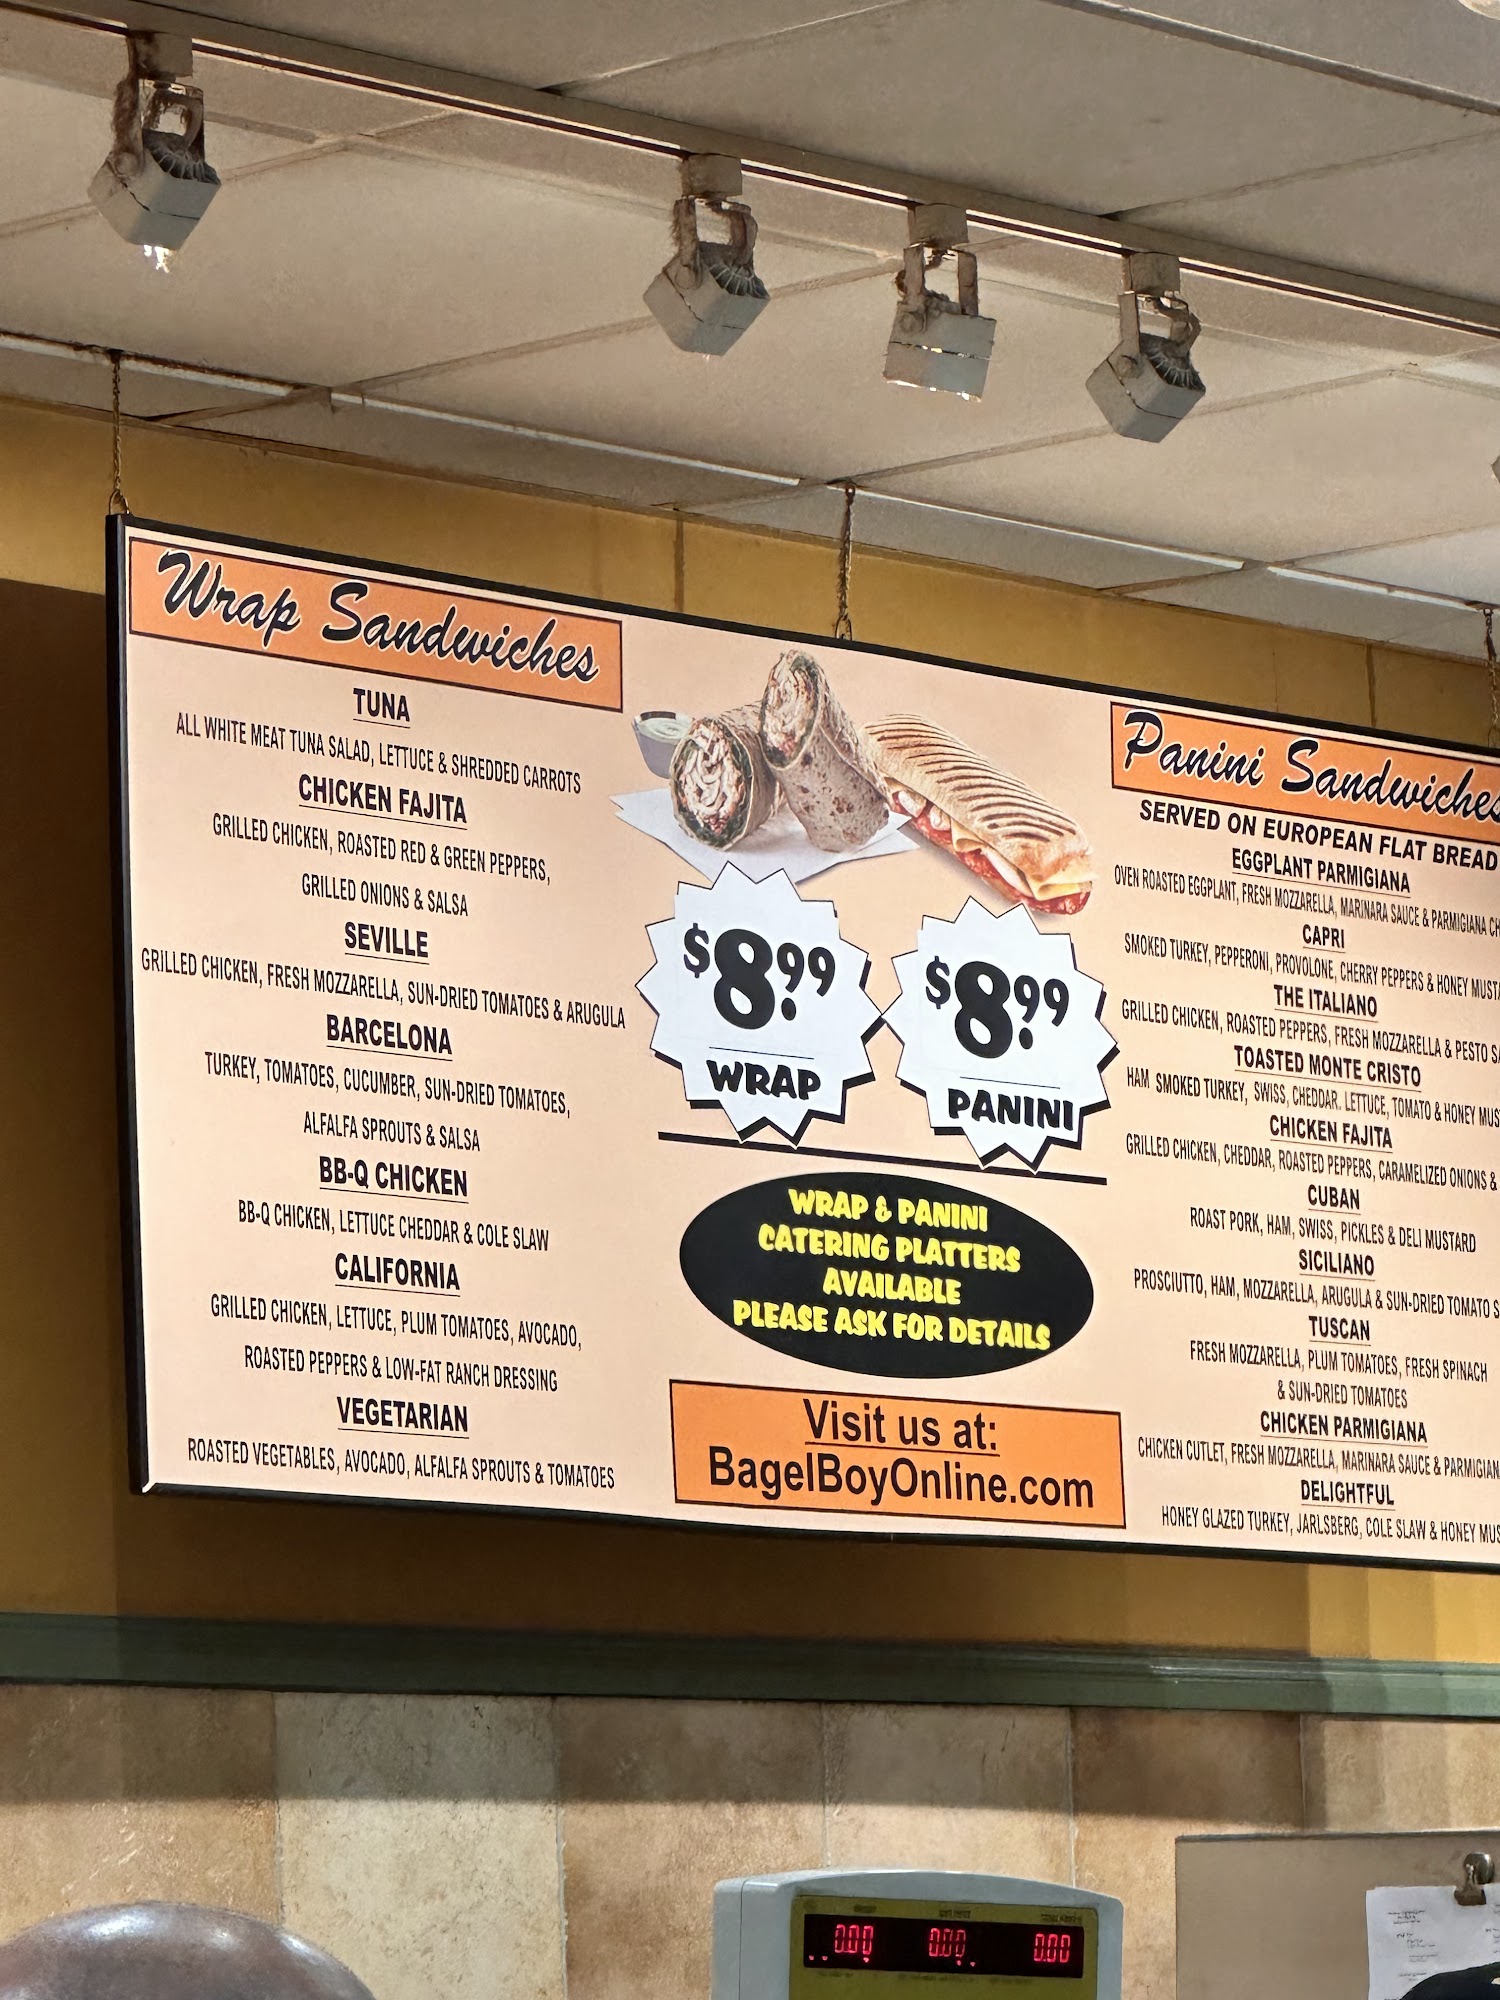 Wrap Sandwiches
TUNA
ALL WHITE MEAT TUNA SALAD, LETTUCE & SHREDDED CARROTS
CHICKEN FAJITA
GRILLED CHICKEN, ROASTED RED & GREEN PEPPERS,
GRILLED ONIONS & SALSA
SEVILLE
GRILLED CHICKEN, FRESH MOZZARELLA, SUN-DRIED TOMATOES & ARUGULA
BARCELONA
TURKEY, TOMATOES, CUCUMBER, SUN-DRIED TOMATOES,
ALFALFA SPROUTS & SALSA
BB-Q CHICKEN
BB-Q CHICKEN, LETTUCE CHEDDAR & COLE SLAW
CALIFORNIA
GRILLED CHICKEN, LETTUCE, PLUM TOMATOES, AVOCADO,
ROASTED PEPPERS & LOW-FAT RANCH DRESSING
VEGETARIAN
ROASTED VEGETABLES, AVOCADO, ALFALFA SPROUTS & TOMATOES
$8.99
WRAP
$8.99
PANINI
WRAP & PANINI
CATERING PLATTERS
AVAILABLE
PLEASE ASK FOR DETAILS
Visit us at:
BagelBoyOnline.com
Panini Sandwiches
SERVED ON EUROPEAN FLAT BREAD
EGGPLANT PARMIGIANA
OVEN ROASTED EGGPLANT, FRESH MOZZARELLA, MARINARA SAUCE & PARMIGIANA
CAPRI
SMOKED TURKEY, PEPPERONI, PROVOLONE, CHERRY PEPPERS & HONEY
THE ITALIANO
GRILLED CHICKEN, ROASTED PEPPERS, FRESH MOZZARELLA & PESTO
TOASTED MONTE CRISTO
HAM SMOKED TURKEY, SWISS, CHEDDAR. LETTUCE, TOMATO & HONEY
CHICKEN FAJITA
GRILLED CHICKEN, CHEDDAR, ROASTED PEPPERS, CARAMELIZED ONIONS &
CUBAN
ROAST PORK, HAM, SWISS, PICKLES & DELI MUSTARD
SICILIANO
PROSCIUTTO, HAM, MOZZARELLA, ARUGULA & SUN-DRIED TOMATO
TUSCAN
FRESH MOZZARELLA, PLUM TOMATOES, FRESH SPINACH
& SUN-DRIED TOMATOES
CHICKEN PARMIGIANA
CHICKEN CUTLET, FRESH MOZZARELLA, MARINARA SAUCE & PARMIGIAN
DELIGHTFUL
HONEY GLAZED TURKEY, JARLSBERG, COLE SLAW & HONEY
0.00 0.00 0.00